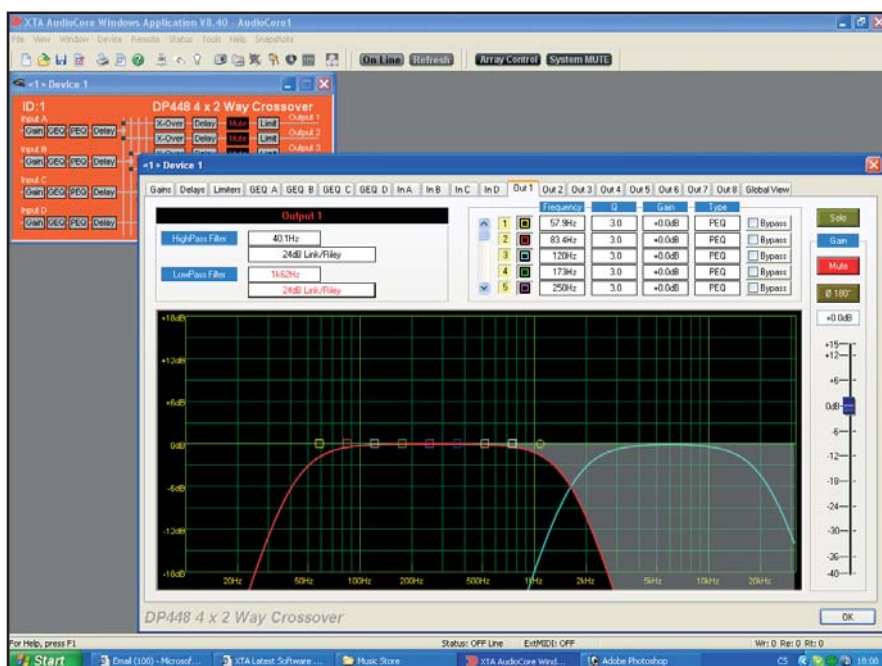 XTA AudioCore Windows Application V8.40 - AudioCore1
File View Window Device Remote Status Tools Help Snapshots
On Line Refresh Array Control System MUTE
<1> Device 1
ID:1 DP448 4 x 2 Way Crossover
Input A Output 1
Gain GEQ PEQ Delay X-Over Delay Mute Limit
Output 2
X-Over Delay Mute Limit
Input B Output 3
Gain GEQ PEQ Delay
Input C
Gain GEQ PEQ Delay
Input D
Gain GEQ PEQ Delay
<1> Device 1
Gains Delays Limiters GEQ A GEQ B GEQ C GEQ D In A In B In C In D Out 1 Out 2 Out 3 Out 4 Out 5 Out 6 Out 7 Out 8 Global View
Output 1
HighPass Filter 40.1Hz
24dB Link/Riley
LowPass Filter 1k62Hz
24dB Link/Riley
Frequency Q Gain Type
1 57.9Hz 3.0 +0.0dB PEQ Bypass
2 83.4Hz 3.0 +0.0dB PEQ Bypass
3 120Hz 3.0 +0.0dB PEQ Bypass
4 173Hz 3.0 +0.0dB PEQ Bypass
5 250Hz 3.0 +0.0dB PEQ Bypass
Solo
Gain
Mute
Ø 180°
+0.0dB
+15
+12
+6
0dB
-6
-12
-18
-24
-30
-36
-40
+18dB
+12dB
+6dB
0dB
-6dB
-12dB
-18dB
20Hz 50Hz 100Hz 200Hz 500Hz 1kHz 2kHz 5kHz 10kHz 20kHz
DP448 4 x 2 Way Crossover
OK
For Help, press F1 Status: OFF Line ExtMIDI: OFF Wr: 0 Re: 0 Rt: 0
Start Email (100) - Microsof... XTA Latest Software ... Music Store XTA AudioCore Wind... Adobe Photoshop CS 18:00